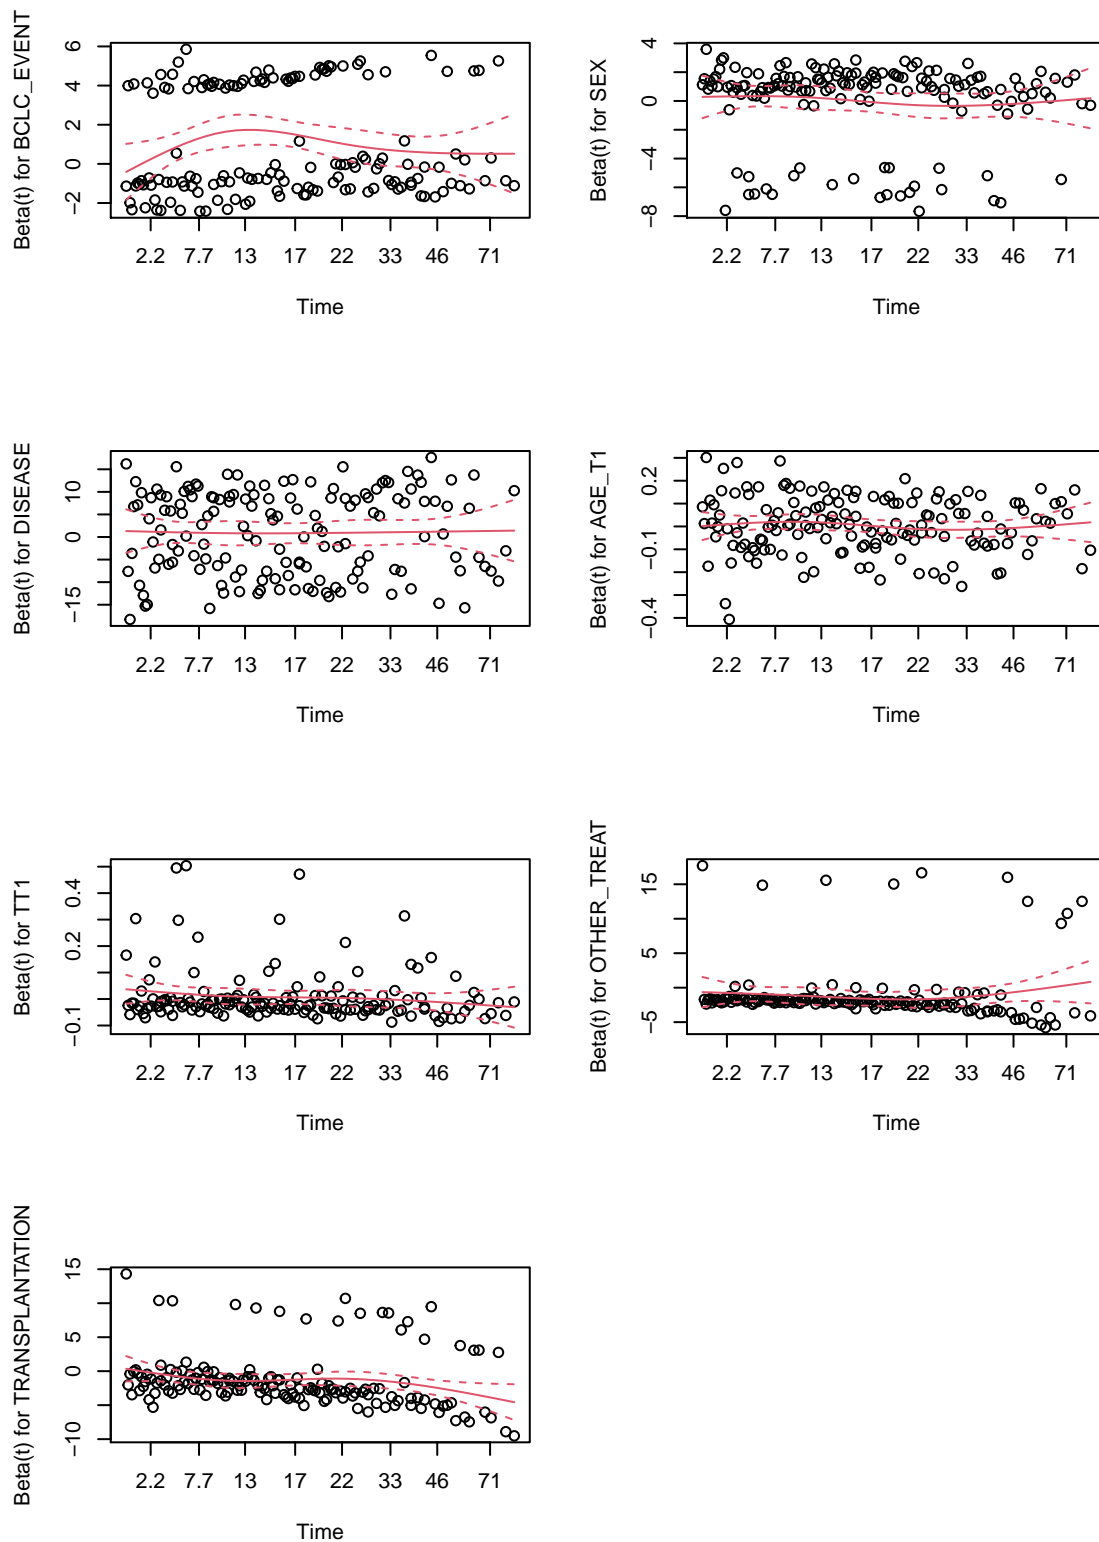 Beta(t) for BCLC_EVENT
6
4
2
0
−2
2.2 7.7 13 17 22 33 46 71
Time
Beta(t) for SEX
4
0
−4
−8
2.2 7.7 13 17 22 33 46 71
Time
Beta(t) for DISEASE
10
0
−15
2.2 7.7 13 17 22 33 46 71
Time
Beta(t) for AGE_T1
0.2
−0.1
−0.4
2.2 7.7 13 17 22 33 46 71
Time
Beta(t) for TT1
0.4
0.2
−0.1
2.2 7.7 13 17 22 33 46 71
Time
Beta(t) for OTHER_TREAT
15
5
−5
2.2 7.7 13 17 22 33 46 71
Time
Beta(t) for TRANSPLANTATION
15
5
0
−10
2.2 7.7 13 17 22 33 46 71
Time